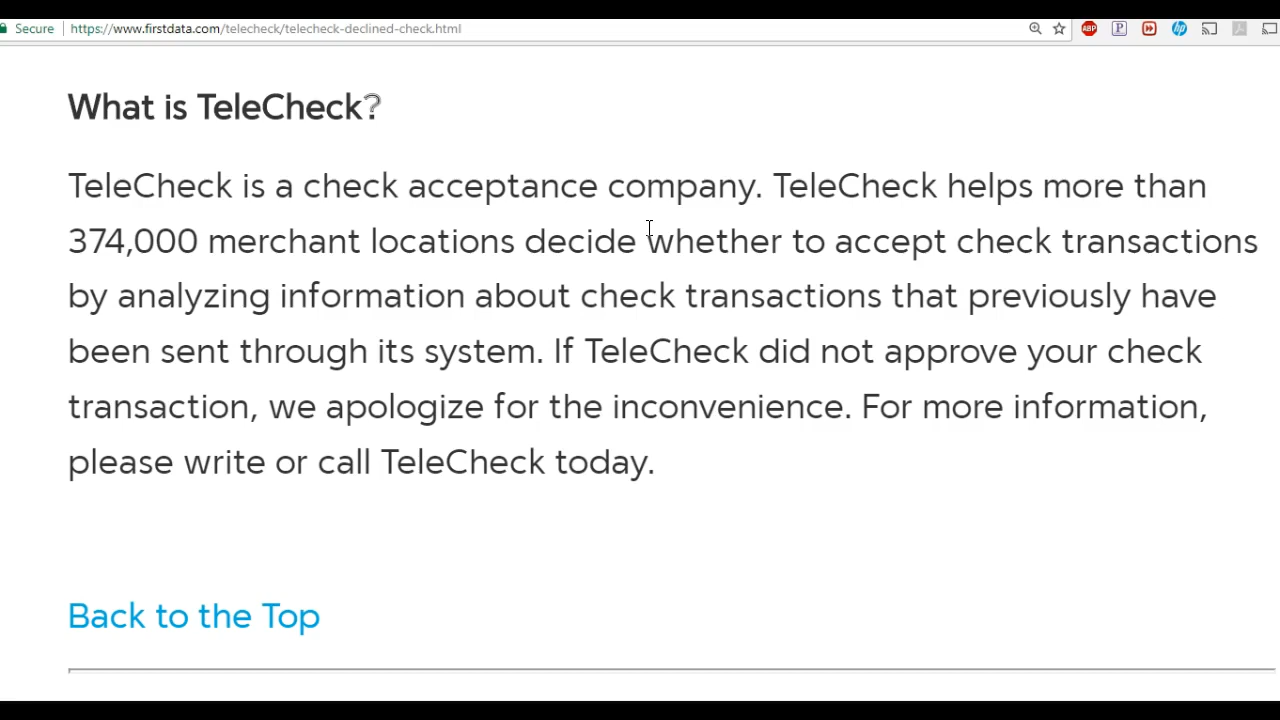 Secure https://www.firstdata.com/telecheck/telecheck-declined-check.html
ABP
P
hp
What is TeleCheck?
TeleCheck is a check acceptance company. TeleCheck helps more than
374,000 merchant locations decide whether to accept check transactions
by analyzing information about check transactions that previously have
been sent through its system. If TeleCheck did not approve your check
transaction, we apologize for the inconvenience. For more information,
please write or call TeleCheck today.
Back to the Top